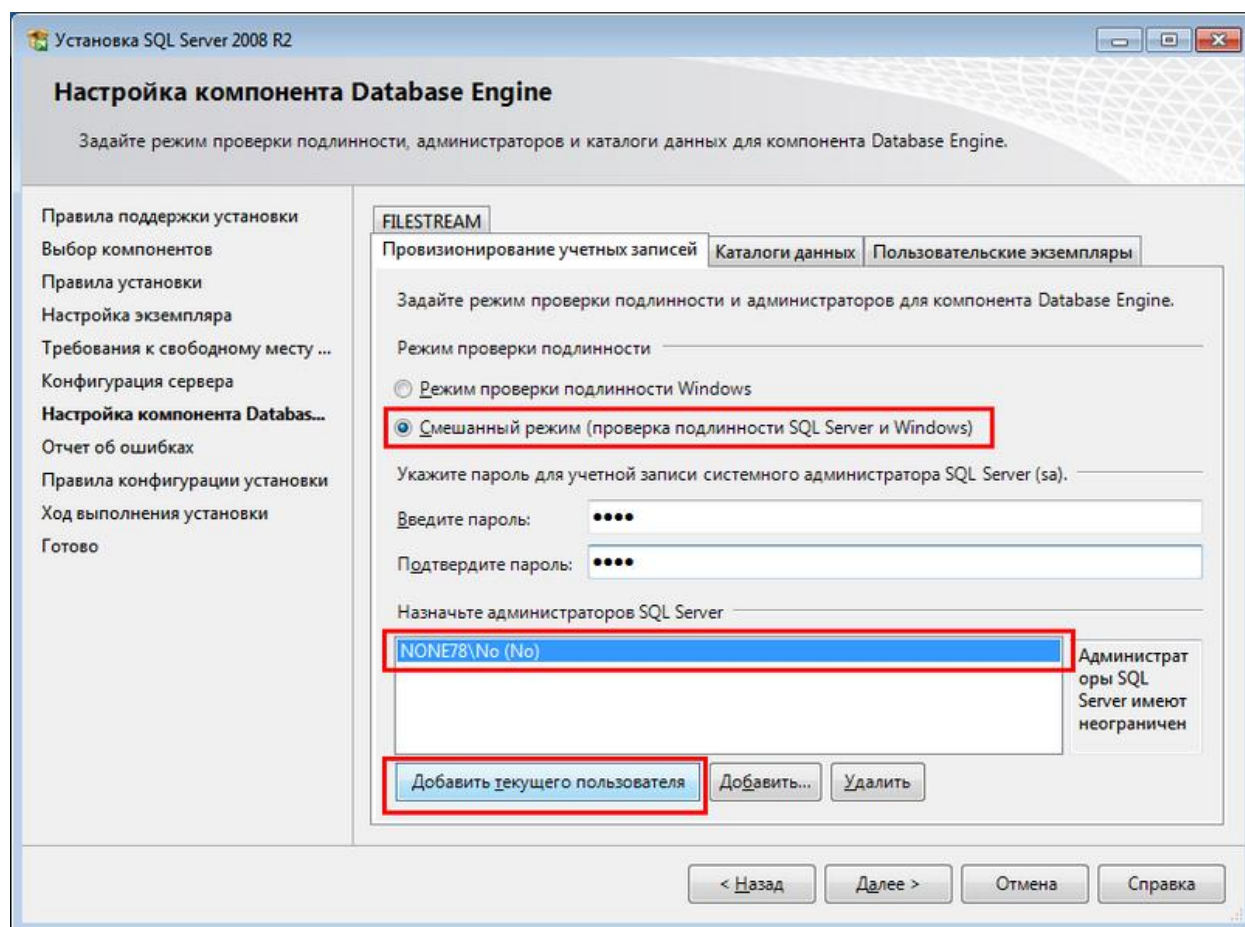 Установка SQL Server 2008 R2
Настройка компонента Database Engine
Задайте режим проверки подлинности, администраторов и каталоги данных для компонента Database Engine.
Правила поддержки установки
Выбор компонентов
Правила установки
Настройка экземпляра
Требования к свободному месту ...
Конфигурация сервера
Настройка компонента Databas...
Отчет об ошибках
Правила конфигурации установки
Ход выполнения установки
Готово
FILESTREAM
Провизионирование учетных записей
Каталоги данных
Пользовательские экземпляры
Задайте режим проверки подлинности и администраторов для компонента Database Engine.
Режим проверки подлинности
Режим проверки подлинности Windows
Смешанный режим (проверка подлинности SQL Server и Windows)
Укажите пароль для учетной записи системного администратора SQL Server (sa).
Введите пароль: ●●●●
Подтвердите пароль: ●●●●
Назначьте администраторов SQL Server
NONE78\No (No)
Администрат
оры SQL
Server имеют
неограничен
Добавить текущего пользователя
Добавить...
Удалить
< Назад
Далее >
Отмена
Справка